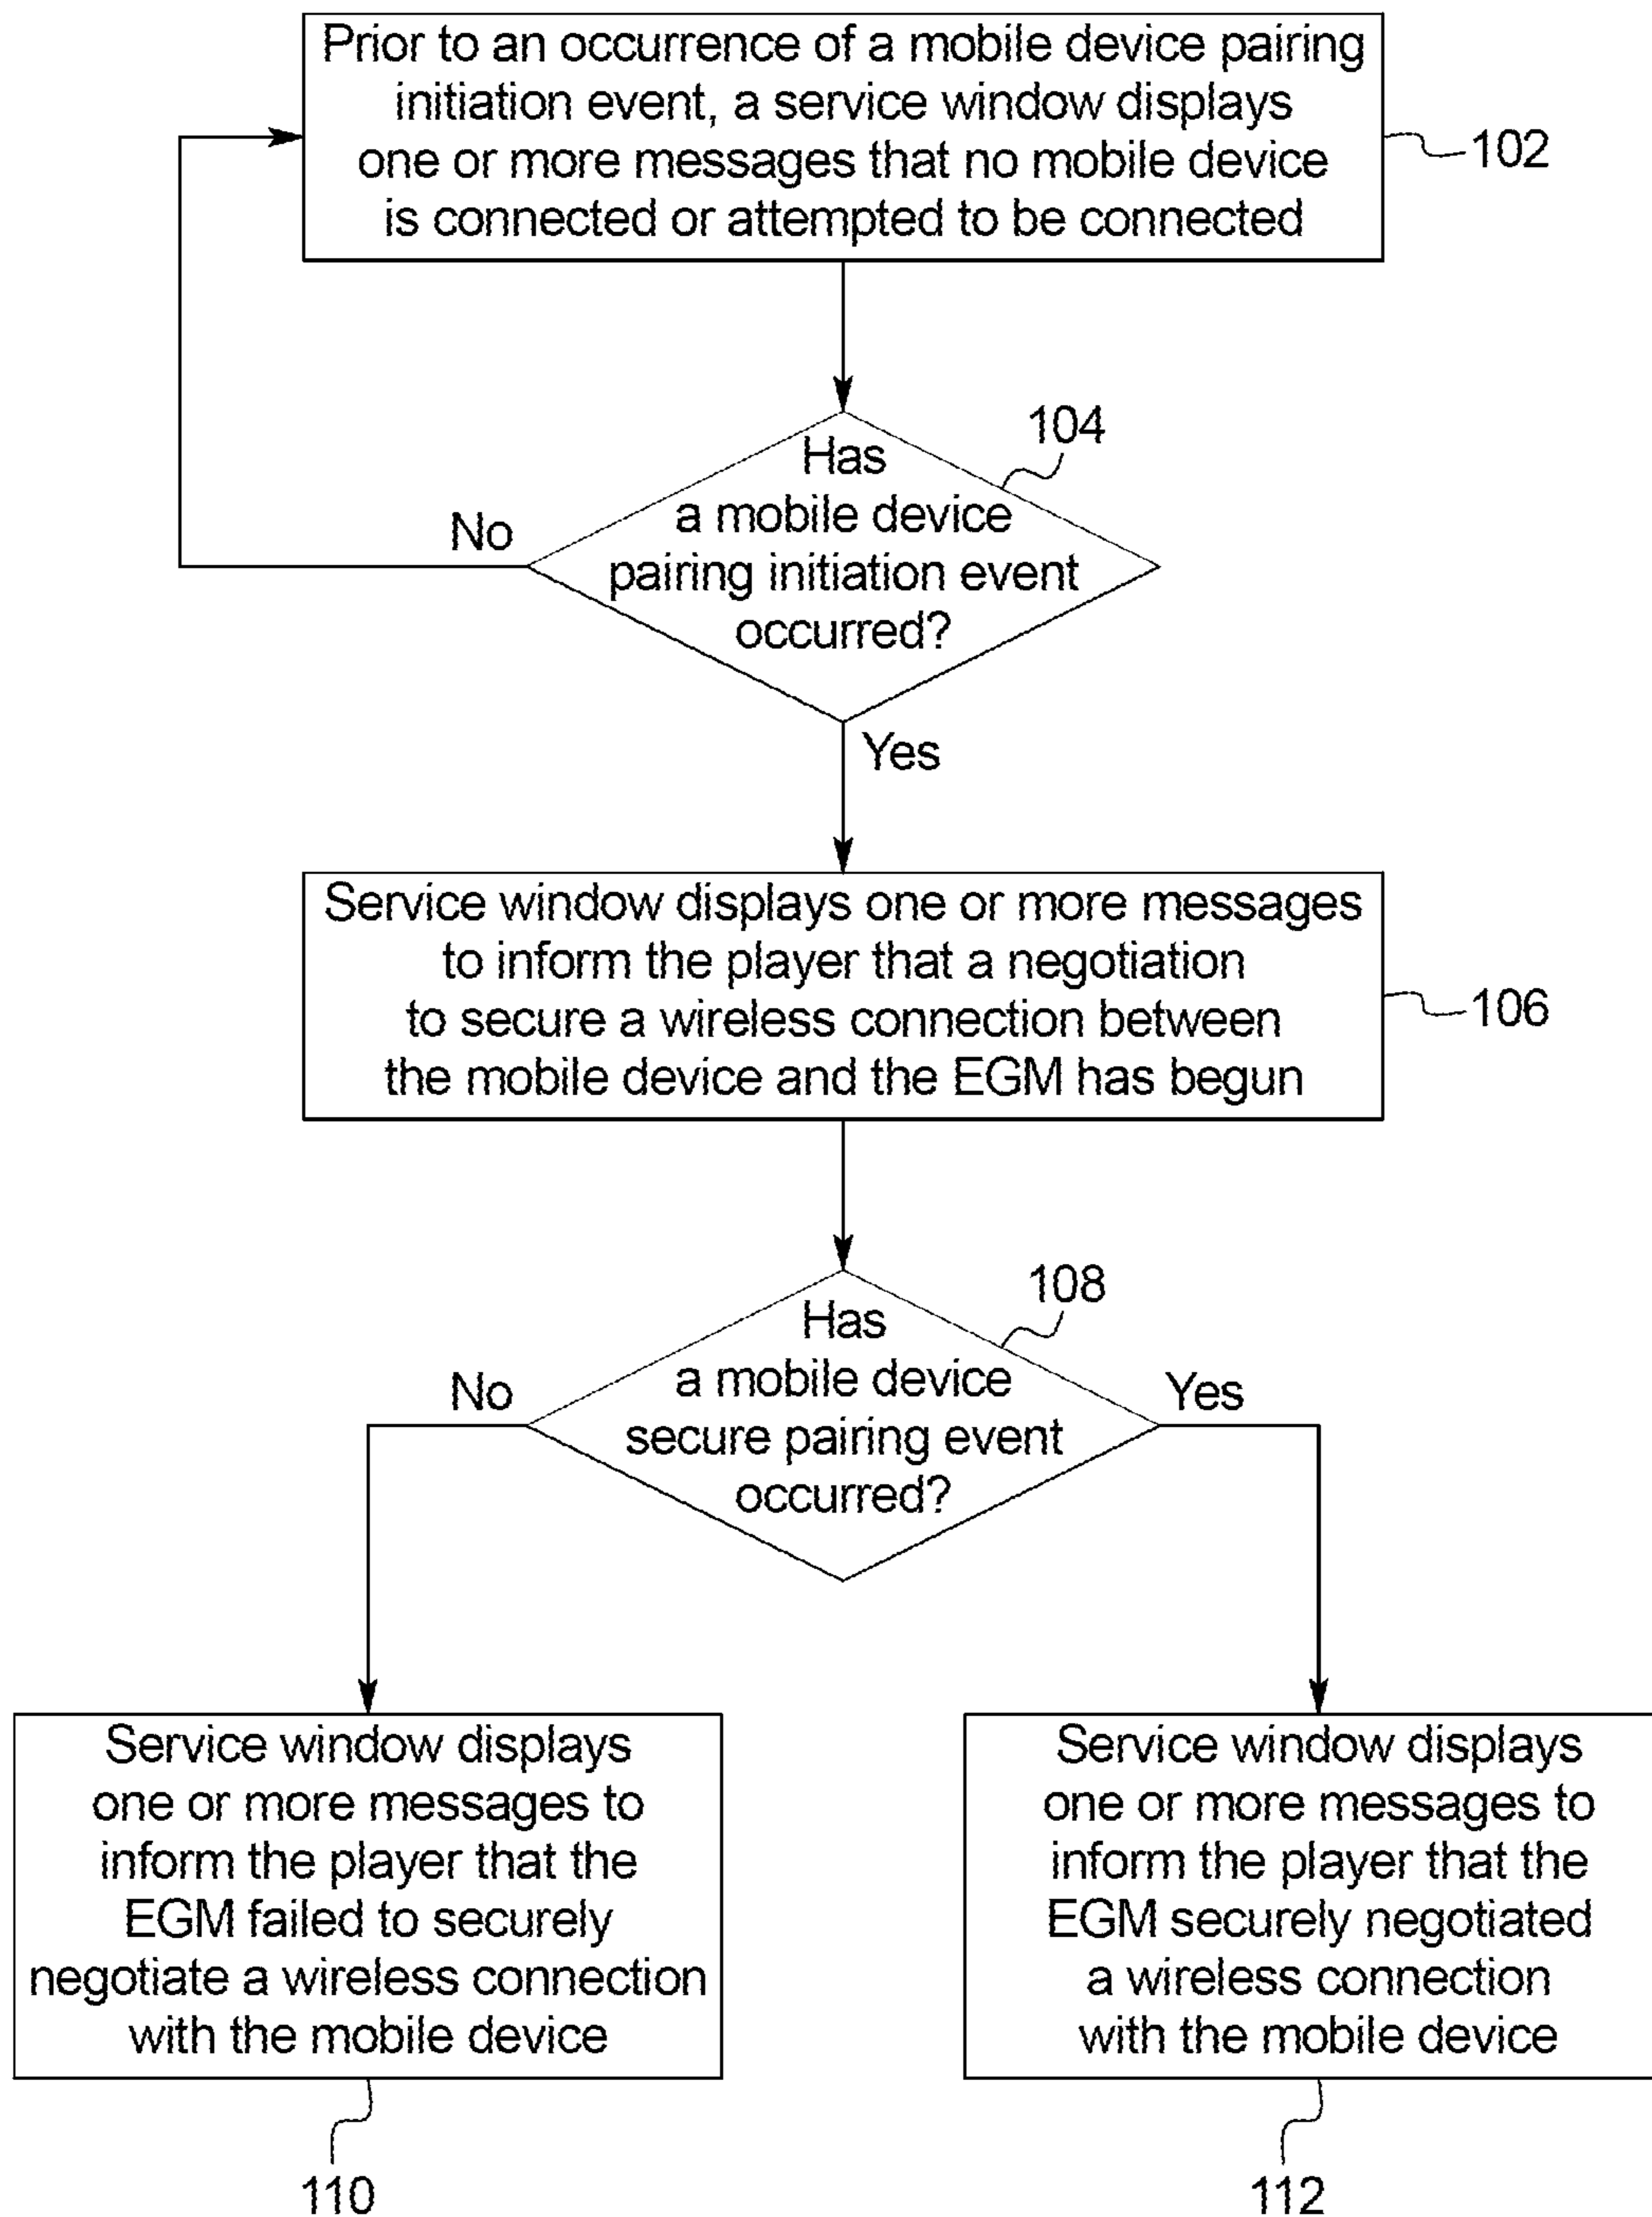 Prior to an occurrence of a mobile device pairing
initiation event, a service window displays
one or more messages that no mobile device
is connected or attempted to be connected
102
104
Has
a mobile device
pairing initiation event
occurred?
No
Yes
Service window displays one or more messages
to inform the player that a negotiation
to secure a wireless connection between
the mobile device and the EGM has begun
106
108
Has
a mobile device
secure pairing event
occurred?
No
Yes
Service window displays
one or more messages to
inform the player that the
EGM failed to securely
negotiate a wireless connection
with the mobile device
110
Service window displays
one or more messages to
inform the player that the
EGM securely negotiated
a wireless connection
with the mobile device
112